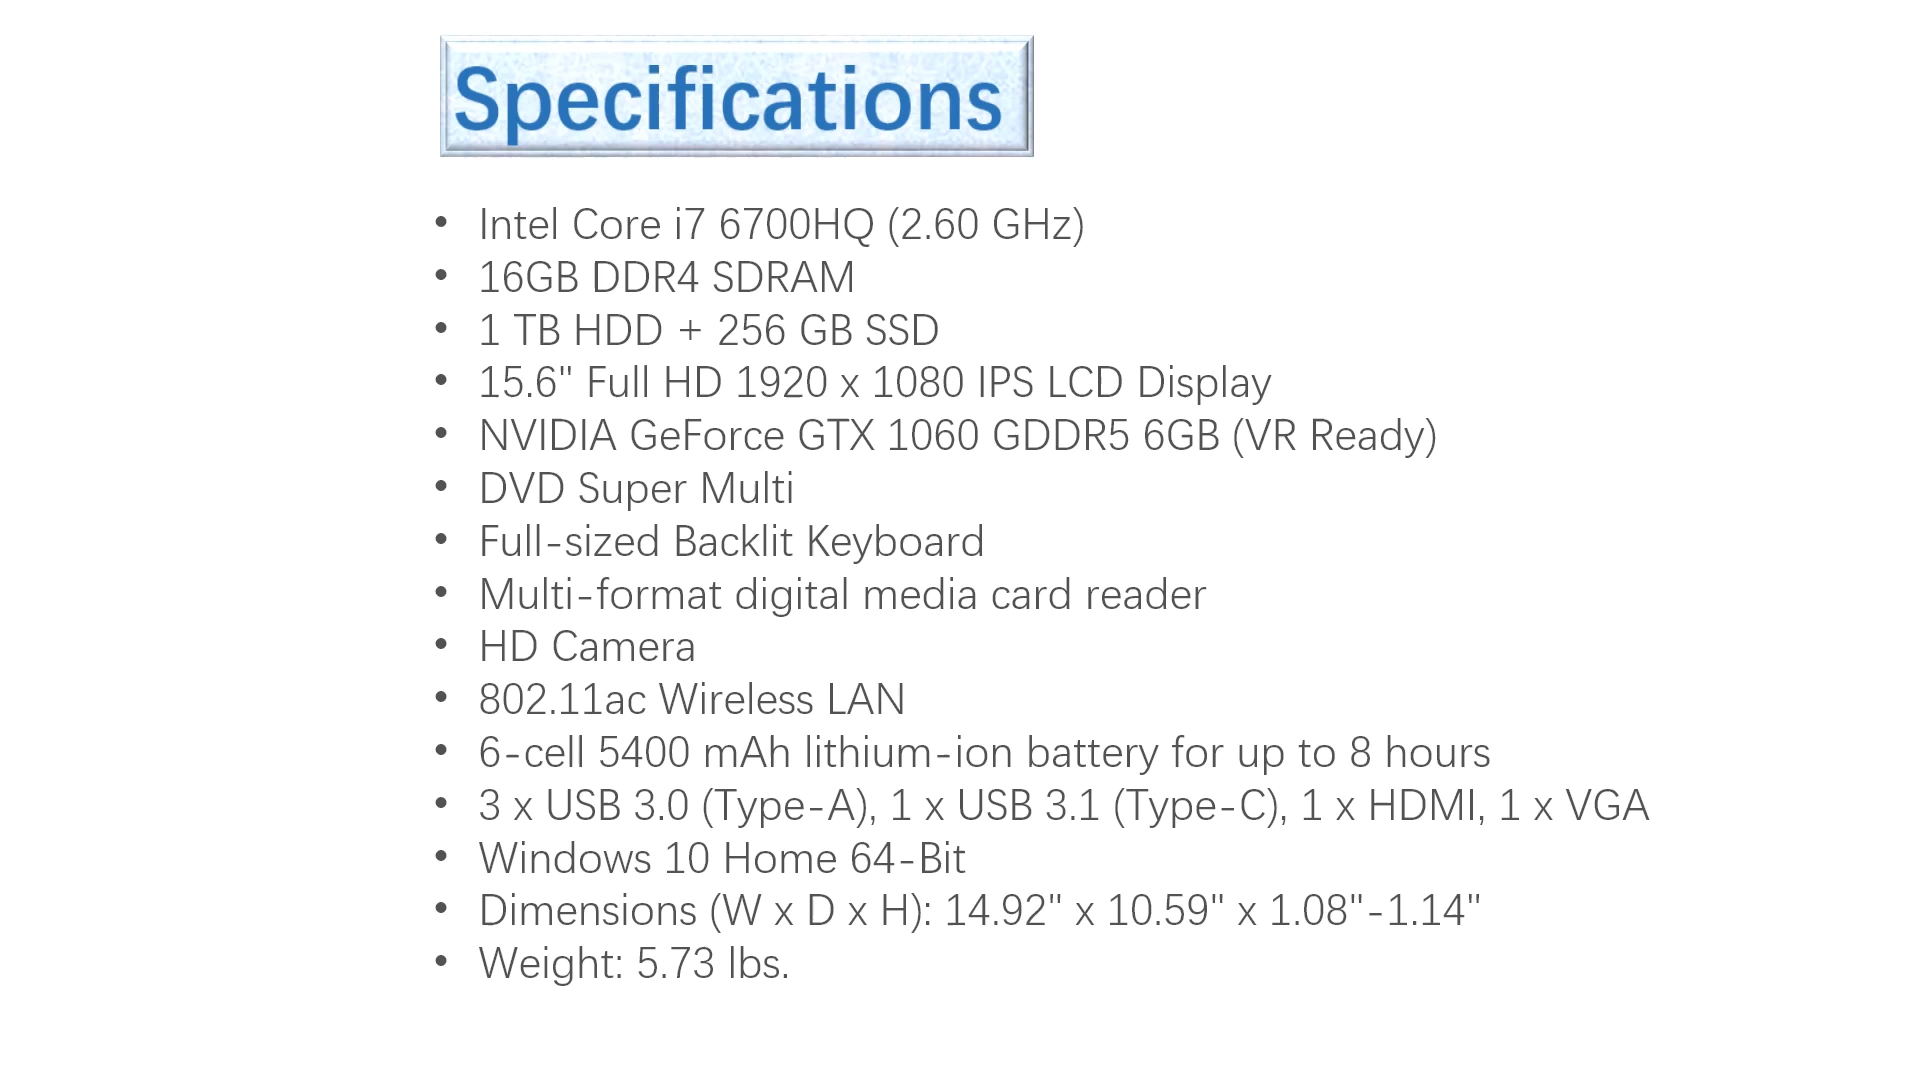 Specifications
• Intel Core i7 6700HQ (2.60 GHz)
• 16GB DDR4 SDRAM
• 1 TB HDD + 256 GB SSD
• 15.6" Full HD 1920 x 1080 IPS LCD Display
• NVIDIA GeForce GTX 1060 GDDR5 6GB (VR Ready)
• DVD Super Multi
• Full-sized Backlit Keyboard
• Multi-format digital media card reader
• HD Camera
• 802.11ac Wireless LAN
• 6-cell 5400 mAh lithium-ion battery for up to 8 hours
• 3 x USB 3.0 (Type-A), 1 x USB 3.1 (Type-C), 1 x HDMI, 1 x VGA
• Windows 10 Home 64-Bit
• Dimensions (W x D x H): 14.92" x 10.59" x 1.08"-1.14"
• Weight: 5.73 lbs.